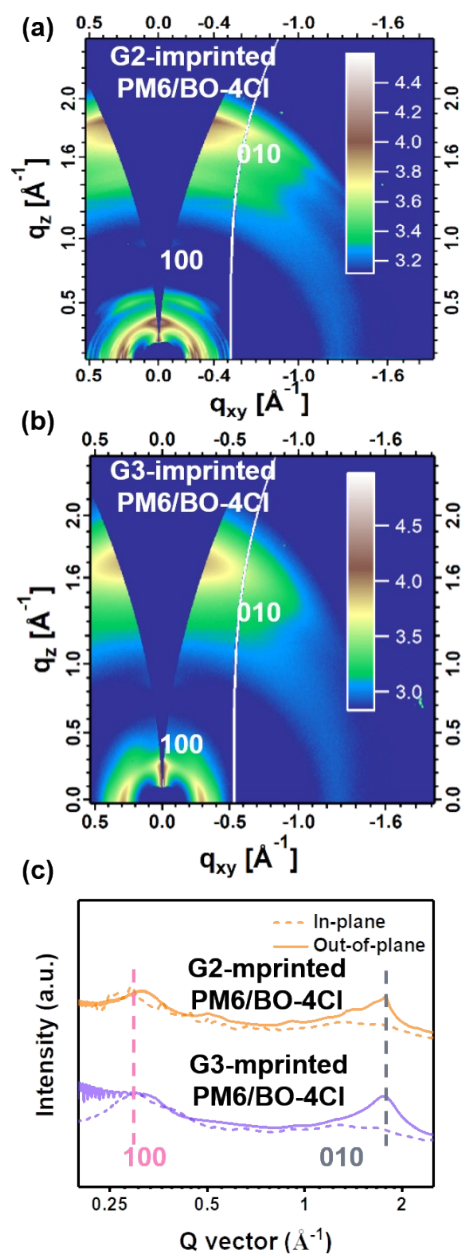 (a)
0.5 0.0 -0.5 -1.0 -1.6
G2-imprinted
PM6/BO-4Cl
010
100
qz [Å-1]
2.0
1.6
1.0
0.5
4.4
4.2
4.0
3.8
3.6
3.4
3.2
0.5 0.0 -0.5 -1.0 -1.6
qxy [Å-1]
(b)
0.5 0.0 -0.5 -1.0 -1.6
G3-imprinted
PM6/BO-4Cl
010
100
qz [Å-1]
2.0
1.6
1.0
0.5
0.0
4.5
4.0
3.5
3.0
0.5 0.0 -0.5 -1.0 -1.6
qxy [Å-1]
(c)
In-plane
Out-of-plane
G2-mprinted
PM6/BO-4Cl
G3-mprinted
PM6/BO-4Cl
100 010
Intensity (a.u.)
0.25 0.5 1 2
Q vector (Å-1)